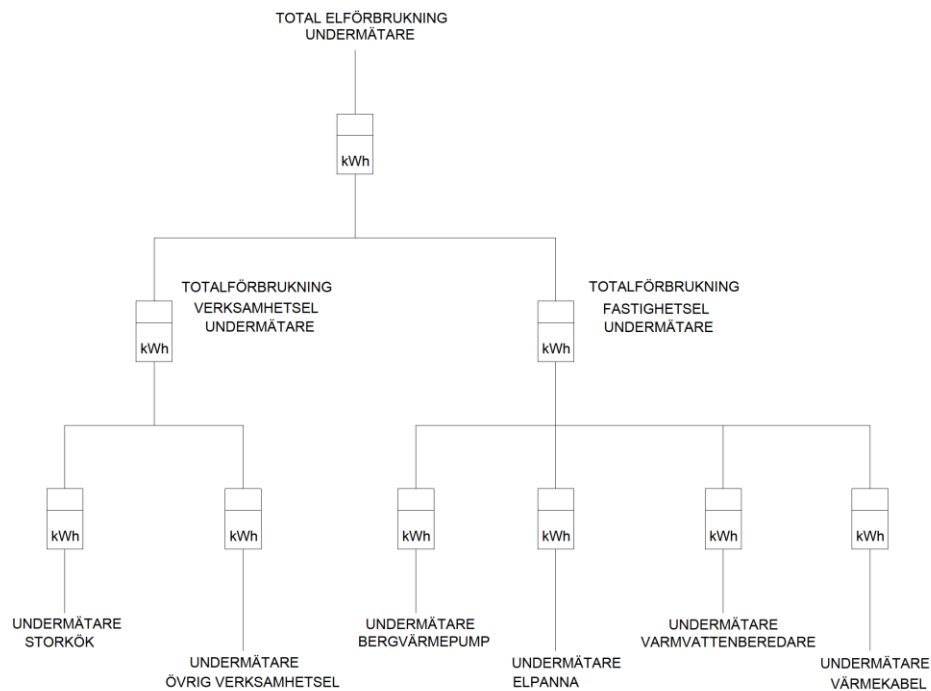 TOTAL ELFÖRBRUKNING
UNDERMÄTARE
kWh
TOTALFÖRBRUKNING
VERKSAMHETSEL
UNDERMÄTARE
kWh
TOTALFÖRBRUKNING
FASTIGHETSEL
UNDERMÄTARE
kWh
kWh
kWh
kWh
kWh
kWh
kWh
UNDERMÄTARE
STORKÖK
UNDERMÄTARE
ÖVRIG VERKSAMHETSEL
UNDERMÄTARE
BERGVÄRMEPUMP
UNDERMÄTARE
ELPANNA
UNDERMÄTARE
VARMVATTENBEREDARE
UNDERMÄTARE
VÄRMEKABEL